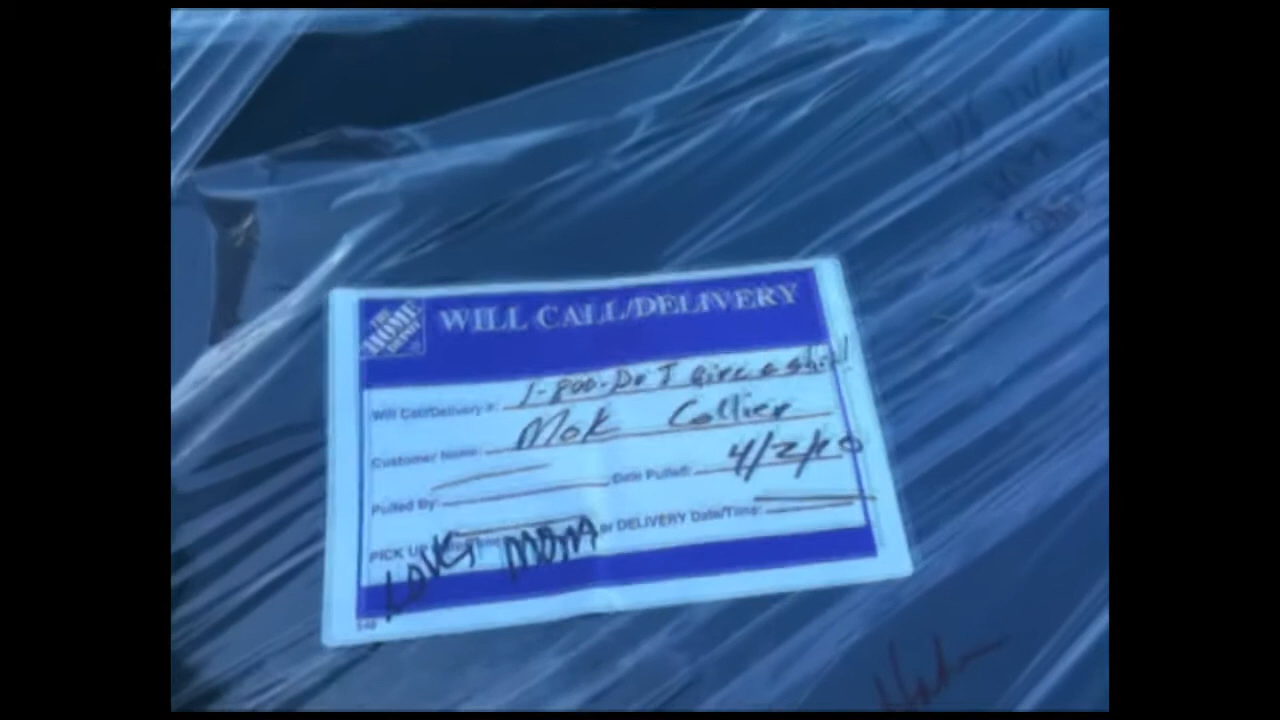 THE HOME DEPOT
WILL CALL/DELIVERY
Will Call/Delivery #: 1-800-Do I Give a shit
Customer Name: Mok Collier
Pulled By: Date Pulled: 4/2/10
PICK UP or DELIVERY Date/Time:
LOVE MOM